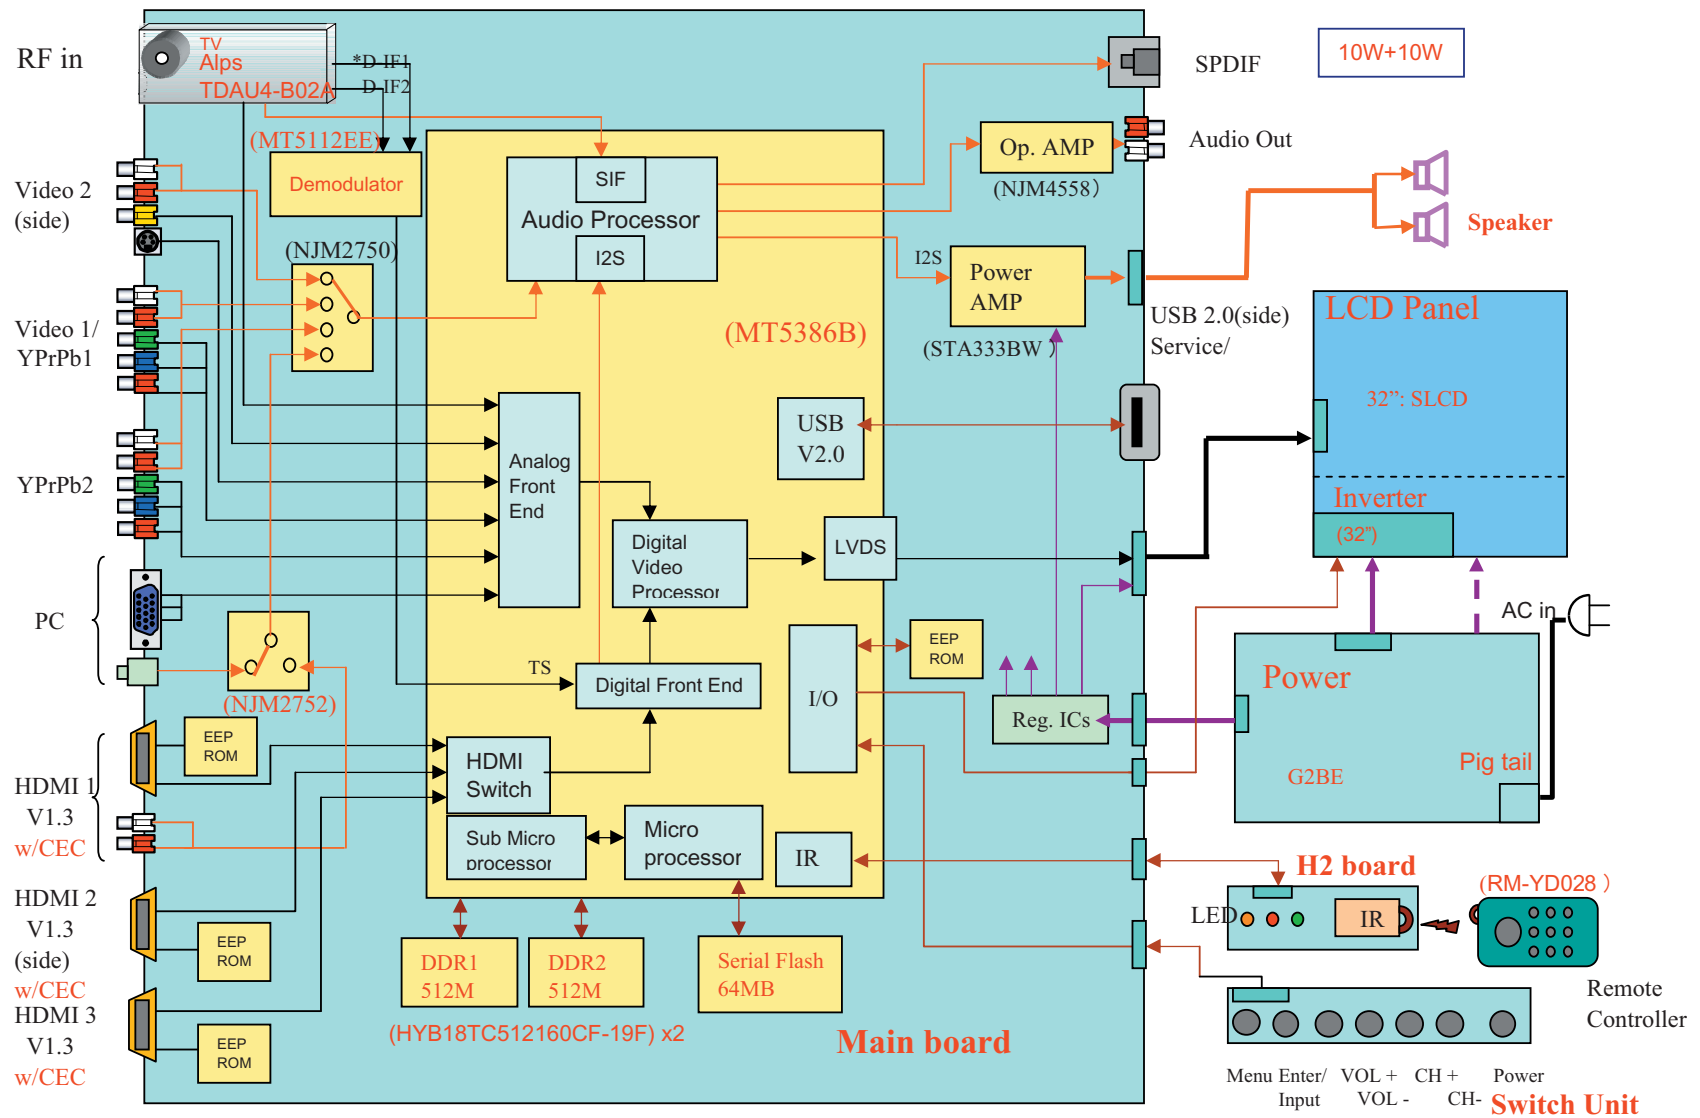 RF in
TV
Alps
TDAU4-B02A
*D-IF1
D-IF2
(MT5112EE)
Demodulator
SIF
Audio Processor
I2S
SPDIF
10W+10W
Op. AMP
(NJM4558)
Audio Out
Video 2
(side)
(NJM2750)
Speaker
I2S
Power
AMP
(STA333BW)
USB 2.0(side)
Service/
LCD Panel
32”: SLCD
Inverter
(32”)
Video 1/
YPrPb1
(MT5386B)
USB
V2.0
YPrPb2
Analog
Front
End
Digital
Video
Processor
LVDS
PC
AC in
TS
Digital Front End
I/O
EEP
ROM
Reg. ICs
Power
G2BE
Pig tail
(NJM2752)
EEP
ROM
HDMI 1
V1.3
w/CEC
HDMI
Switch
Sub Micro
processor
Micro
processor
IR
H2 board
(RM-YD028)
LED
IR
HDMI 2
V1.3
(side)
w/CEC
EEP
ROM
DDR1
512M
DDR2
512M
Serial Flash
64MB
Remote
Controller
HDMI 3
V1.3
w/CEC
EEP
ROM
(HYB18TC512160CF-19F) x2
Main board
Menu Enter/ VOL + CH + Power
Input VOL - CH-
Switch Unit